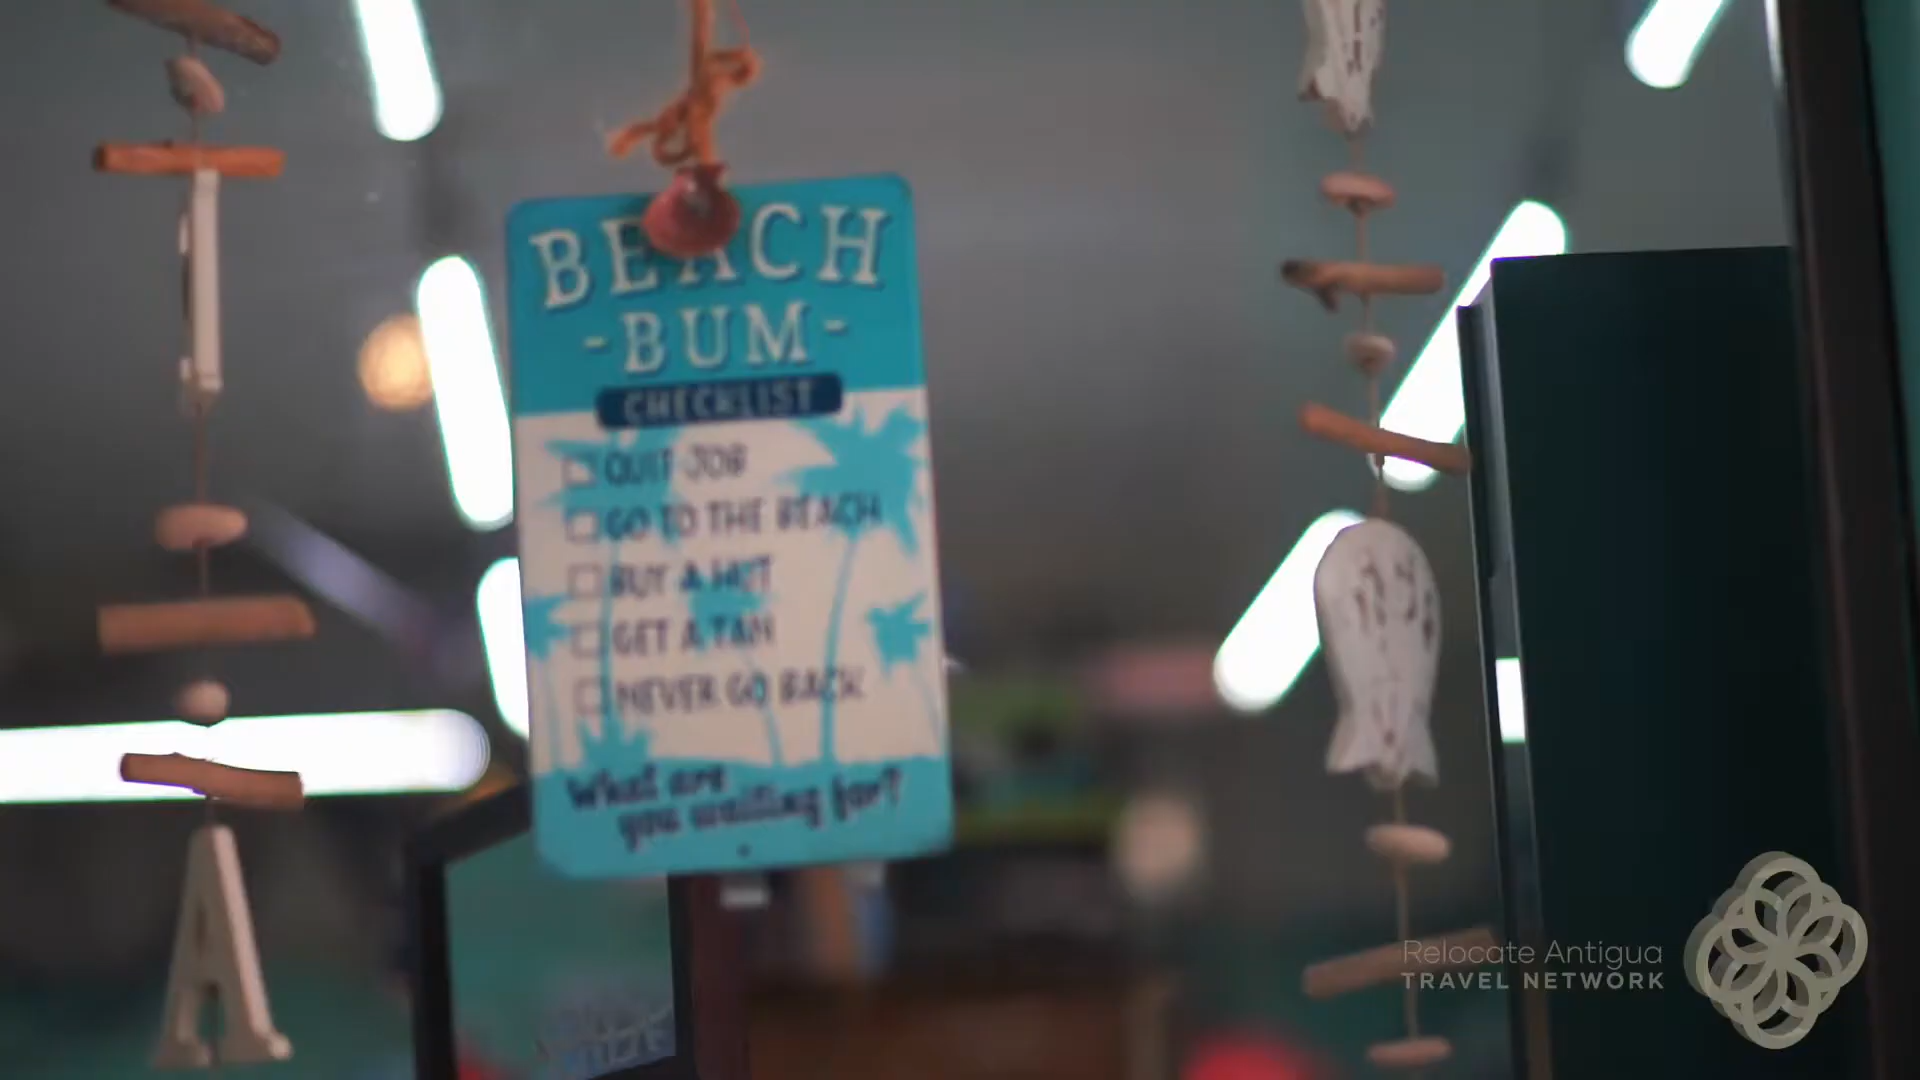 BEACH
-BUM-
CHECKLIST
QUIT JOB
GO TO THE BEACH
BUY A HUT
GET A TAN
NEVER GO BACK
What are
you waiting for?
A
Relocate Antigua
TRAVEL NETWORK